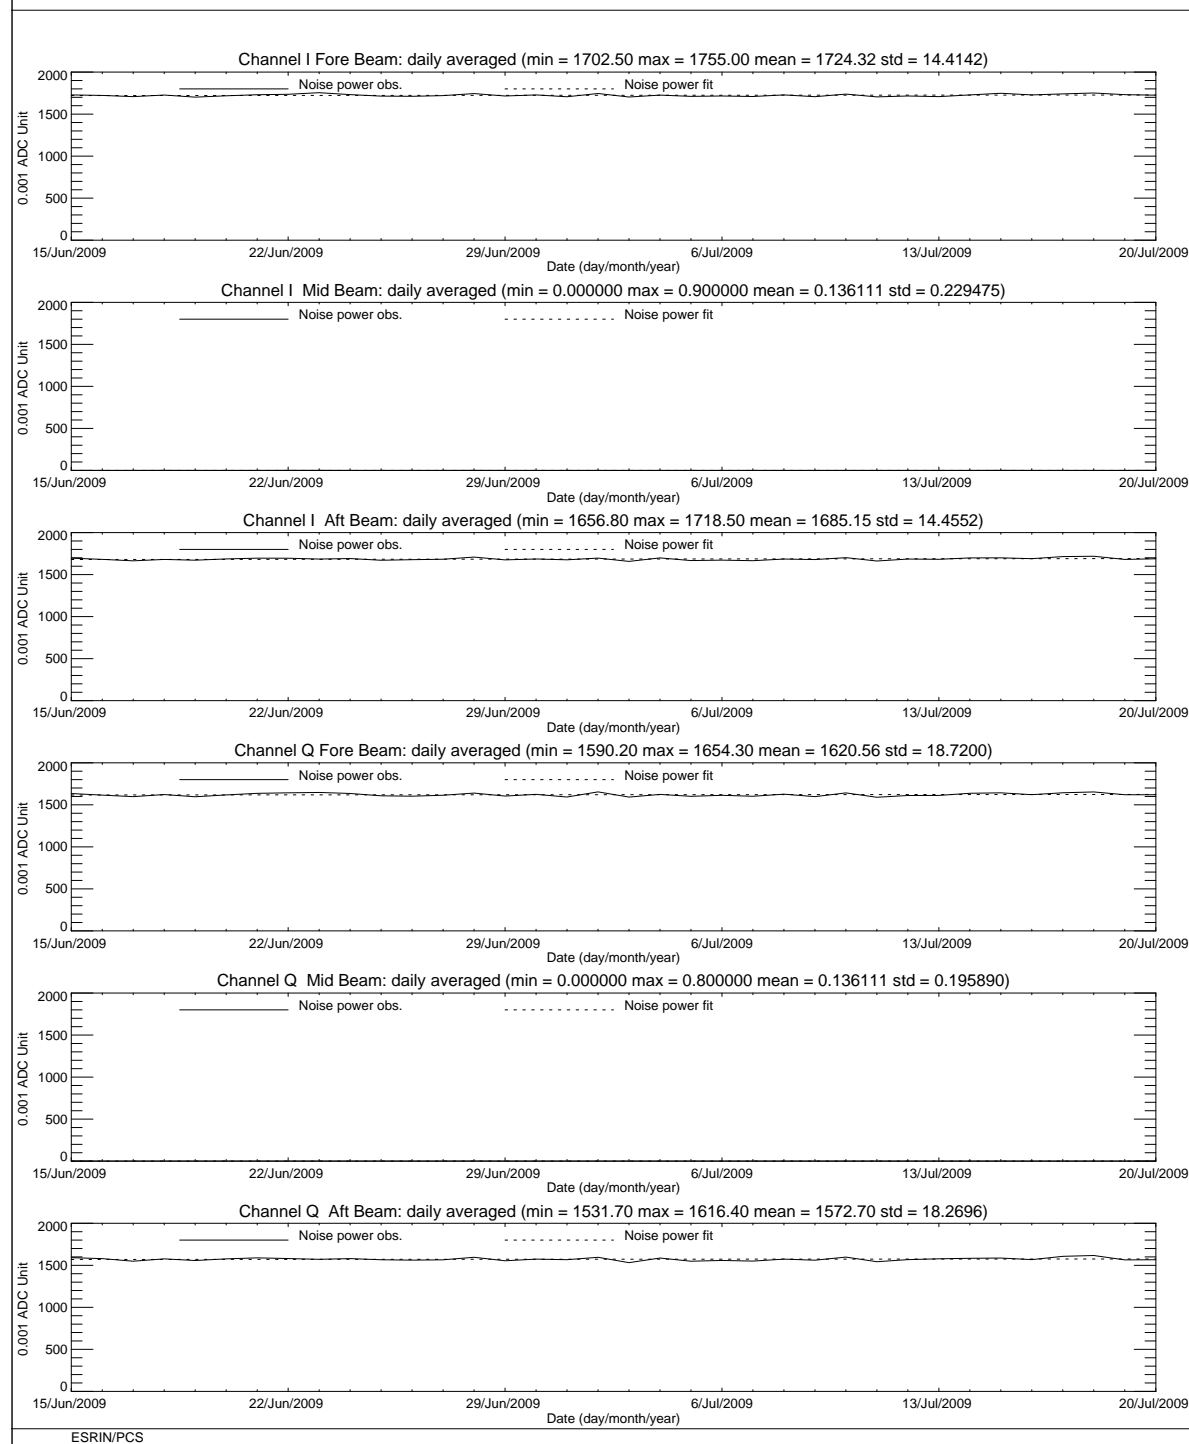 Channel I Fore Beam: daily averaged (min = 1702.50 max = 1755.00 mean = 1724.32 std = 14.4142)
Noise power obs. Noise power fit
0.001 ADC Unit
2000
1500
1000
500
0
15/Jun/2009 22/Jun/2009 29/Jun/2009 6/Jul/2009 13/Jul/2009 20/Jul/2009
Date (day/month/year)
Channel I Mid Beam: daily averaged (min = 0.000000 max = 0.900000 mean = 0.136111 std = 0.229475)
Noise power obs. Noise power fit
0.001 ADC Unit
2000
1500
1000
500
0
15/Jun/2009 22/Jun/2009 29/Jun/2009 6/Jul/2009 13/Jul/2009 20/Jul/2009
Date (day/month/year)
Channel I Aft Beam: daily averaged (min = 1656.80 max = 1718.50 mean = 1685.15 std = 14.4552)
Noise power obs. Noise power fit
0.001 ADC Unit
2000
1500
1000
500
0
15/Jun/2009 22/Jun/2009 29/Jun/2009 6/Jul/2009 13/Jul/2009 20/Jul/2009
Date (day/month/year)
Channel Q Fore Beam: daily averaged (min = 1590.20 max = 1654.30 mean = 1620.56 std = 18.7200)
Noise power obs. Noise power fit
0.001 ADC Unit
2000
1500
1000
500
0
15/Jun/2009 22/Jun/2009 29/Jun/2009 6/Jul/2009 13/Jul/2009 20/Jul/2009
Date (day/month/year)
Channel Q Mid Beam: daily averaged (min = 0.000000 max = 0.800000 mean = 0.136111 std = 0.195890)
Noise power obs. Noise power fit
0.001 ADC Unit
2000
1500
1000
500
0
15/Jun/2009 22/Jun/2009 29/Jun/2009 6/Jul/2009 13/Jul/2009 20/Jul/2009
Date (day/month/year)
Channel Q Aft Beam: daily averaged (min = 1531.70 max = 1616.40 mean = 1572.70 std = 18.2696)
Noise power obs. Noise power fit
0.001 ADC Unit
2000
1500
1000
500
0
15/Jun/2009 22/Jun/2009 29/Jun/2009 6/Jul/2009 13/Jul/2009 20/Jul/2009
Date (day/month/year)
ESRIN/PCS